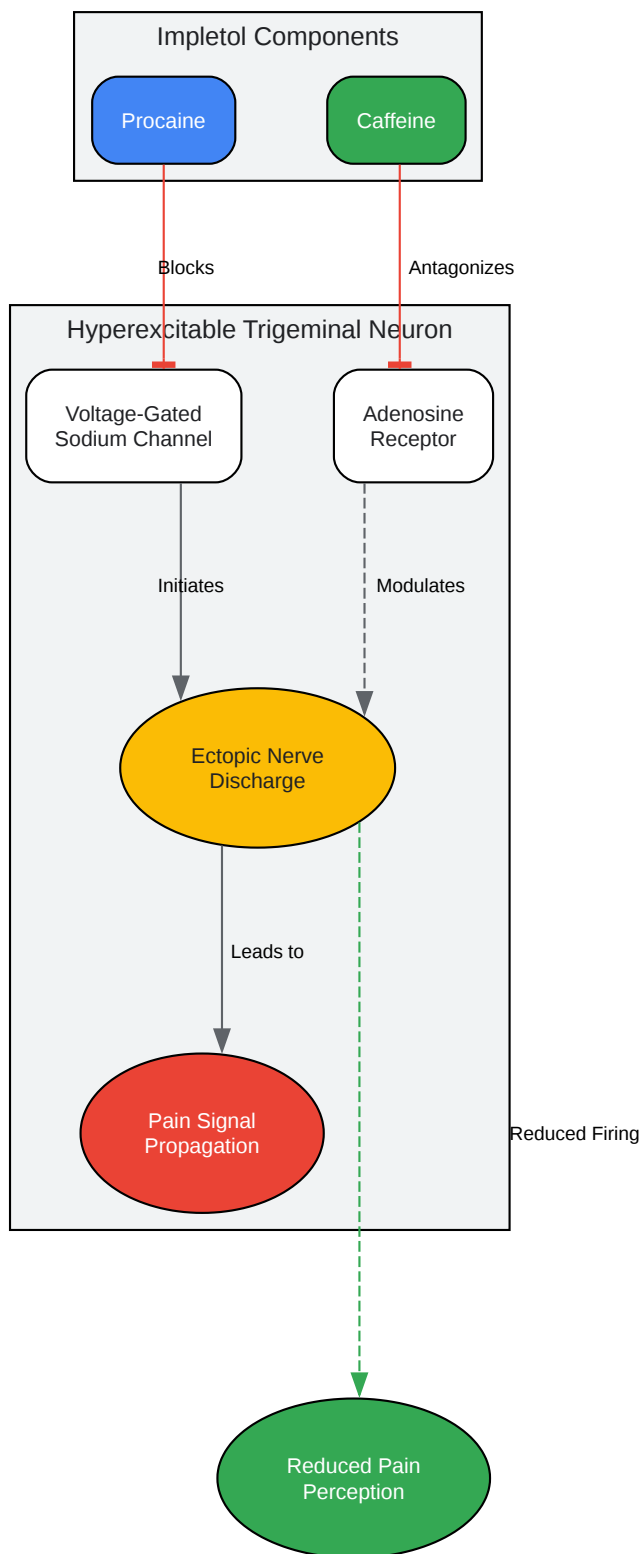 Impletol Components
Procaine
Caffeine
Blocks
Antagonizes
Hyperexcitable Trigeminal Neuron
Voltage-Gated
Sodium Channel
Adenosine
Receptor
Initiates
Modulates
Ectopic Nerve
Discharge
Leads to
Pain Signal
Propagation
Reduced Firing
Reduced Pain
Perception